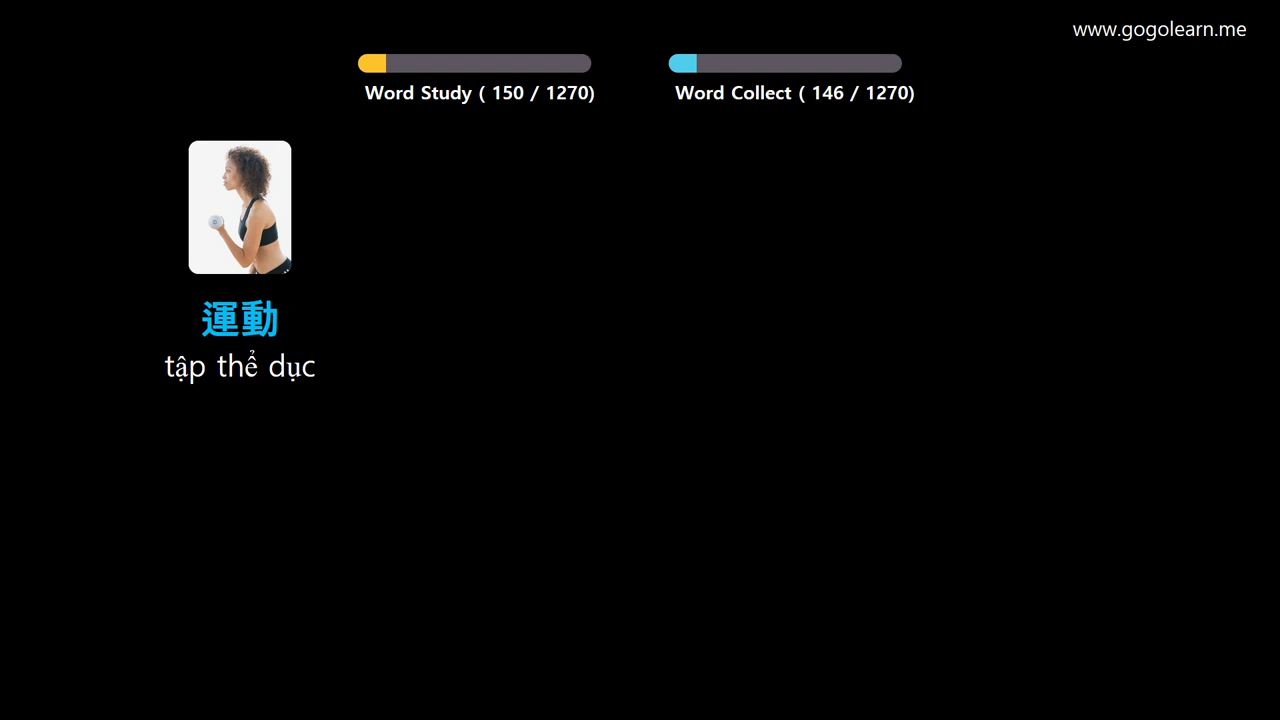 www.gogolearn.me
Word Study ( 150 / 1270)
Word Collect ( 146 / 1270)
運動
tập thể dục